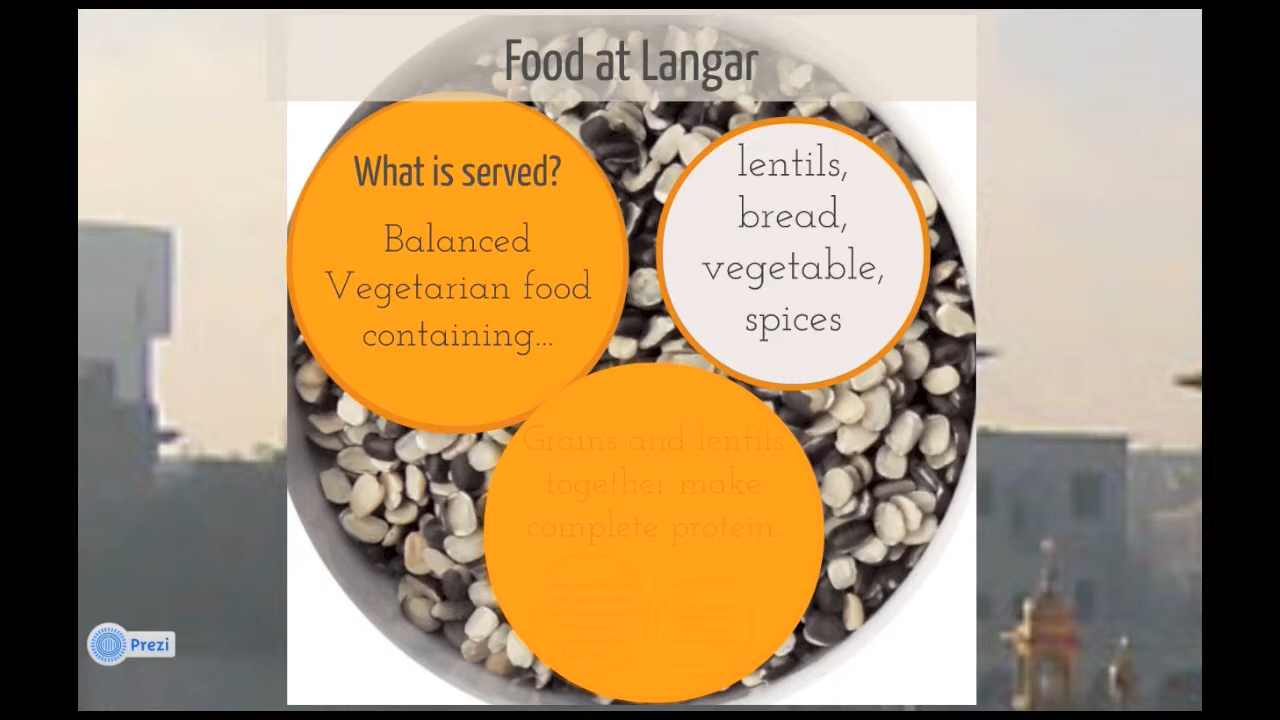 Food at Langar
What is served?
Balanced
Vegetarian food
containing...
lentils,
bread,
vegetable,
spices
Grains and lentils
together make
complete protein
Prezi